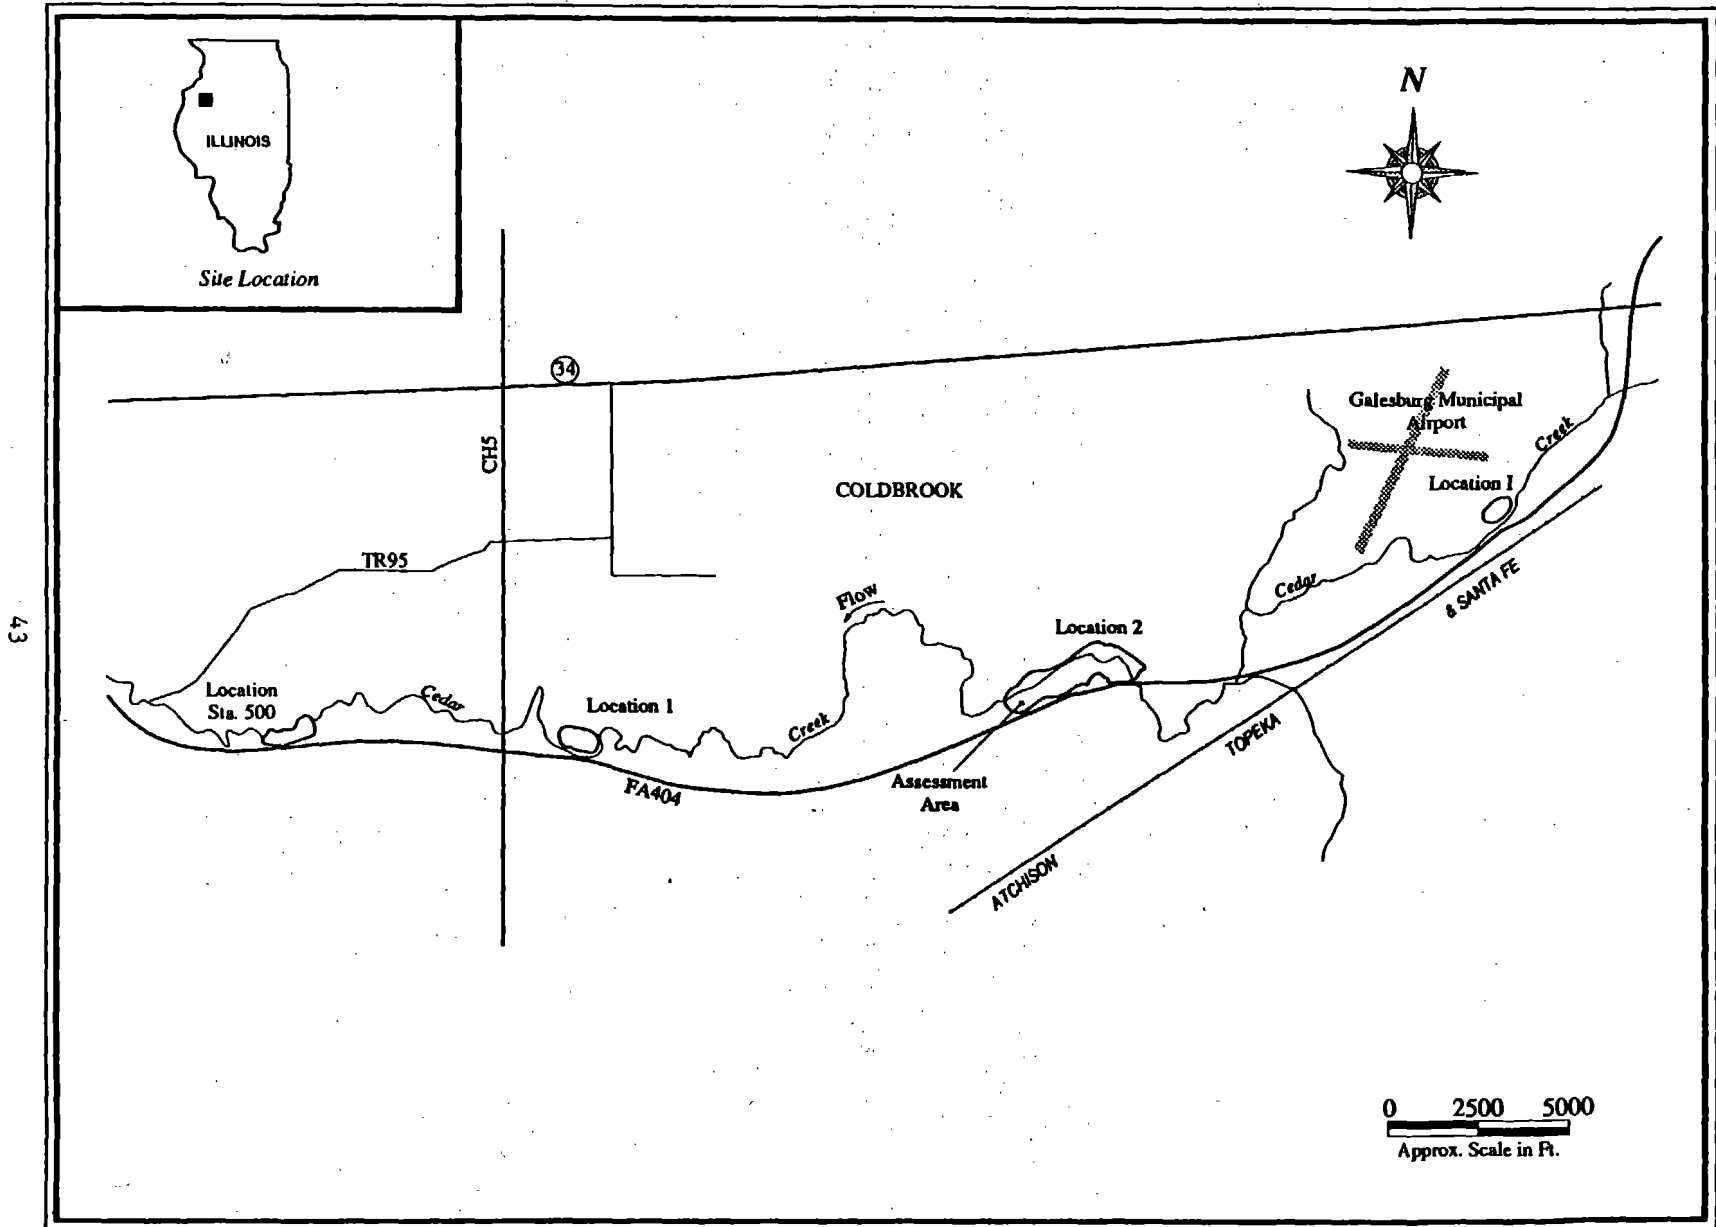 ILLINOIS
Site Location
N
34
CH5
Galesburg Municipal
Airport
Creek
Location I
COLDBROOK
TR95
Cedar
& SANTA FE
Flow
Location 2
Location
Sta. 500
Cedar
Location 1
Creek
TOPEKA
FA404
Assessment
Area
ATCHISON
43
0 2500 5000
Approx. Scale in Ft.